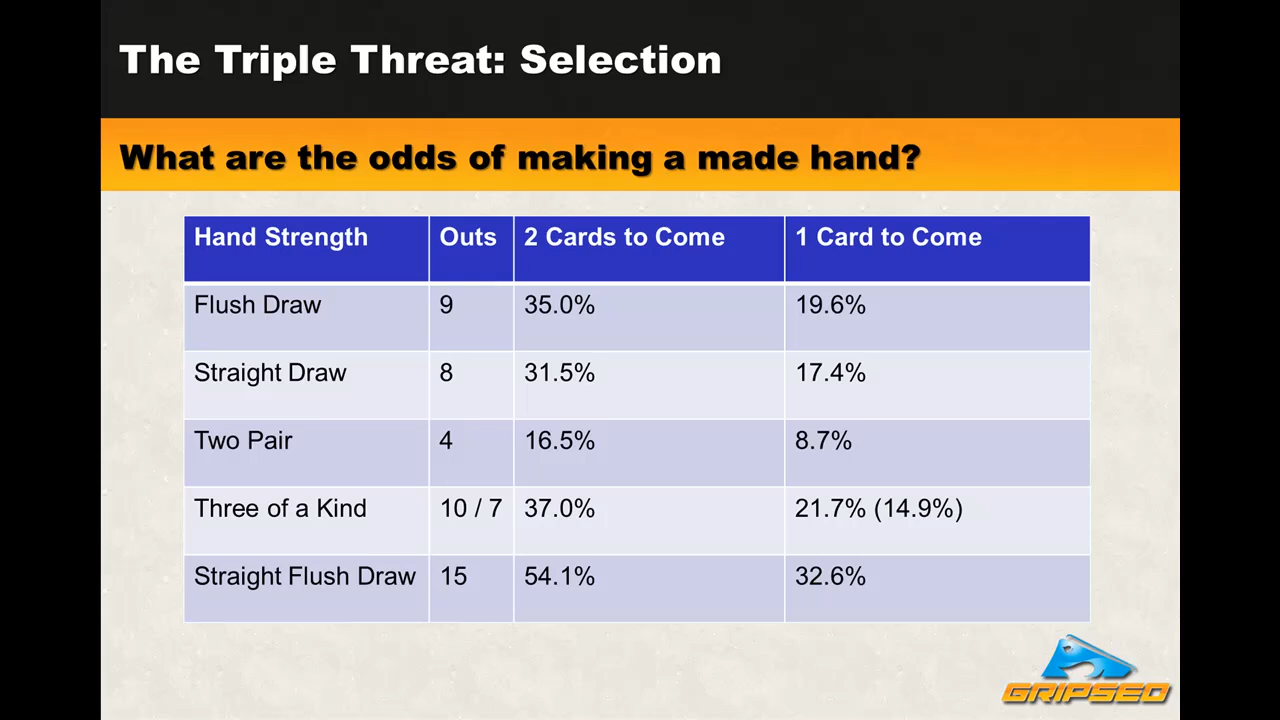 The Triple Threat: Selection
What are the odds of making a made hand?
Hand Strength Outs 2 Cards to Come 1 Card to Come
Flush Draw 9 35.0% 19.6%
Straight Draw 8 31.5% 17.4%
Two Pair 4 16.5% 8.7%
Three of a Kind 10 / 7 37.0% 21.7% (14.9%)
Straight Flush Draw 15 54.1% 32.6%
GRIPSED